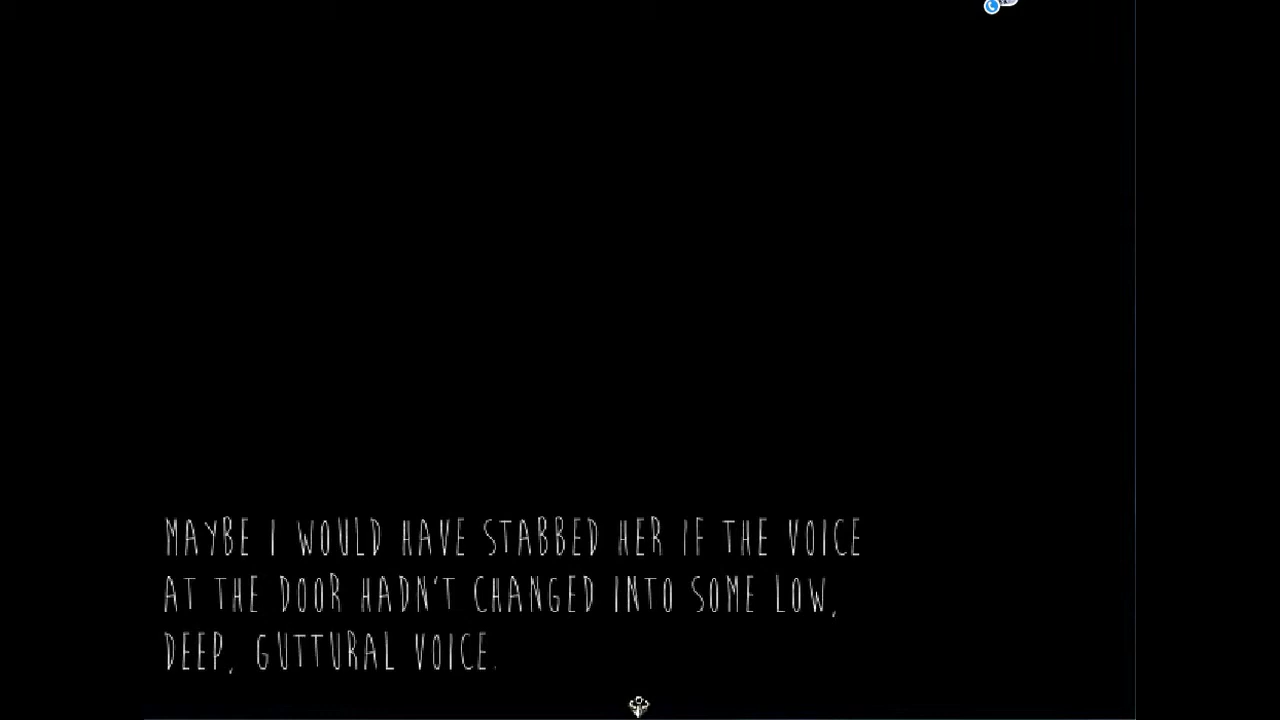 MAYBE I WOULD HAVE STABBED HER IF THE VOICE
AT THE DOOR HADN'T CHANGED INTO SOME LOW,
DEEP, GUTTURAL VOICE.